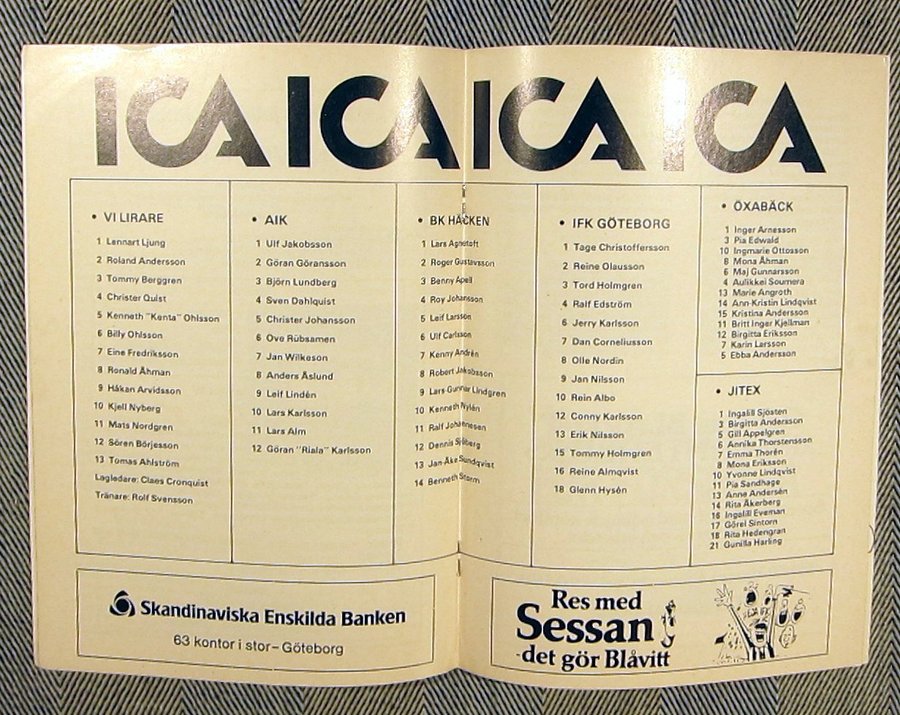 ICA ICA ICA ICA
• VI LIRARE
1 Lennart Ljung
2 Roland Andersson
3 Tommy Berggren
4 Christer Quist
5 Kenneth "Kenta" Ohlsson
6 Billy Ohlsson
7 Eine Fredriksson
8 Ronald Åhman
9 Håkan Arvidsson
10 Kjell Nyberg
11 Mats Nordgren
12 Sören Börjesson
13 Tomas Ahlström
Lagledare: Claes Cronquist
Tränare: Rolf Svensson
• AIK
1 Ulf Jakobsson
2 Göran Göransson
3 Björn Lundberg
4 Sven Dahlquist
5 Christer Johansson
6 Ove Rübsamen
7 Jan Wilkeson
8 Anders Åslund
9 Leif Lindén
10 Lars Karlsson
11 Lars Alm
12 Göran "Riala" Karlsson
• BK HÄCKEN
1 Lars Agnetoft
2 Roger Gustavsson
3 Benny Apell
4 Roy Johansson
5 Leif Larsson
6 Ulf Carlsson
7 Kenny Andrén
8 Robert Jakobsson
9 Lars-Gunnar Lindgren
10 Kenneth Nylén
11 Ralf Johannesen
12 Dennis Sjöberg
13 Jan-Åke Sundqvist
14 Benneth Storm
• IFK GÖTEBORG
1 Tage Christoffersson
2 Reine Olausson
3 Tord Holmgren
4 Ralf Edström
6 Jerry Karlsson
7 Dan Corneliusson
8 Olle Nordin
9 Jan Nilsson
10 Rein Albo
12 Conny Karlsson
13 Erik Nilsson
15 Tommy Holmgren
16 Reine Almqvist
18 Glenn Hysén
• ÖXABÄCK
1 Inger Arnesson
3 Pia Edwald
10 Ingmarie Ottosson
8 Mona Åhman
6 Maj Gunnarsson
4 Aulikkei Soumera
13 Marie Angroth
14 Ann-Kristin Lindqvist
15 Kristina Andersson
11 Britt Inger Kjellman
12 Birgitta Eriksson
7 Karin Larsson
5 Ebba Andersson
• JITEX
1 Ingalill Sjösten
3 Birgitta Andersson
5 Gill Appelgren
6 Annika Thorstensson
7 Emma Thorén
8 Mona Eriksson
10 Yvonne Lindqvist
11 Pia Sandhage
13 Anne Andersén
14 Rita Åkerberg
16 Ingalill Eveman
17 Görel Sintorn
18 Rita Hedengran
21 Gunilla Harling
Skandinaviska Enskilda Banken
63 kontor i stor-Göteborg
Res med
Sessan
-det gör Blåvitt